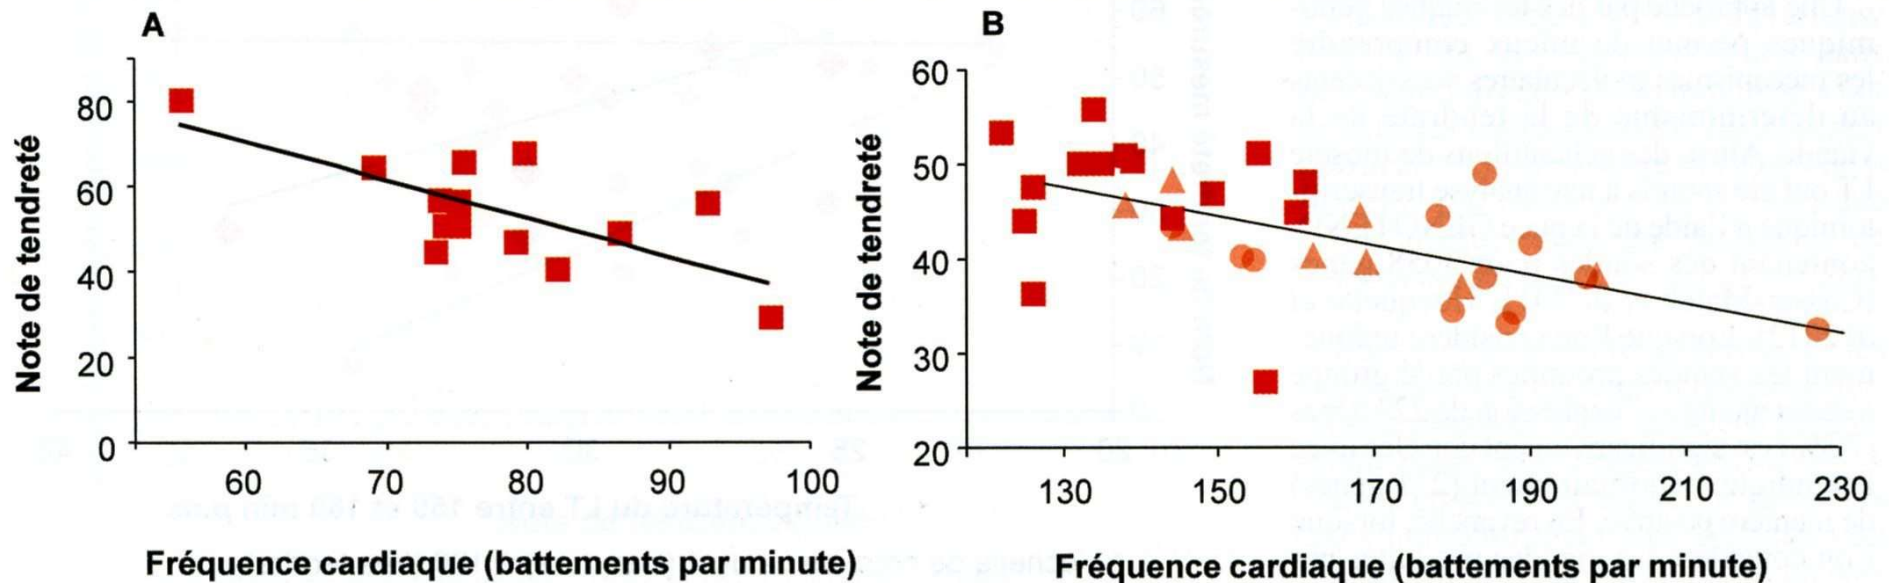 A
Note de tendreté
80
60
40
20
0
60 70 80 90 100
Fréquence cardiaque (battements par minute)
B
Note de tendreté
60
50
40
30
20
130 150 170 190 210 230
Fréquence cardiaque (battements par minute)